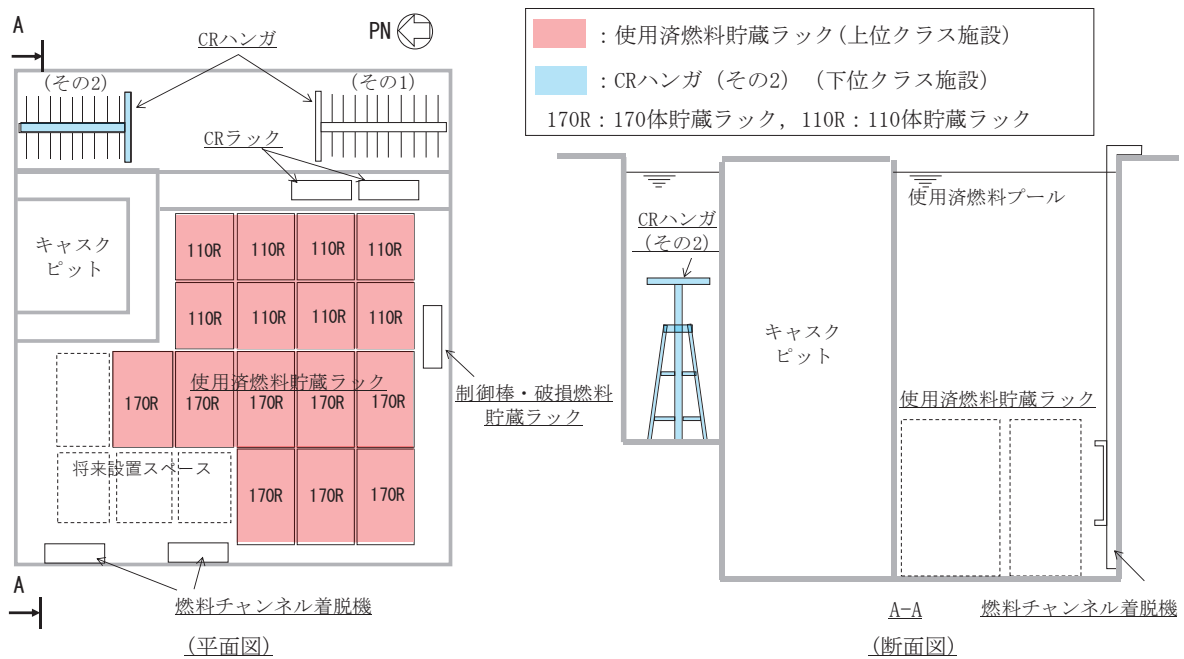 A
PN
CRハンガ
(その2)
(その1)
CRラック
キャスク
ピット
110R 110R 110R 110R
110R 110R 110R 110R
使用済燃料貯蔵ラック
170R 170R 170R 170R 170R
制御棒・破損燃料
貯蔵ラック
将来設置スペース
170R 170R 170R
A
燃料チャンネル着脱機
(平面図)
：使用済燃料貯蔵ラック(上位クラス施設)
：CRハンガ（その2）（下位クラス施設）
170R：170体貯蔵ラック，110R：110体貯蔵ラック
使用済燃料プール
CRハンガ
(その2)
キャスク
ピット
使用済燃料貯蔵ラック
A-A
燃料チャンネル着脱機
(断面図)